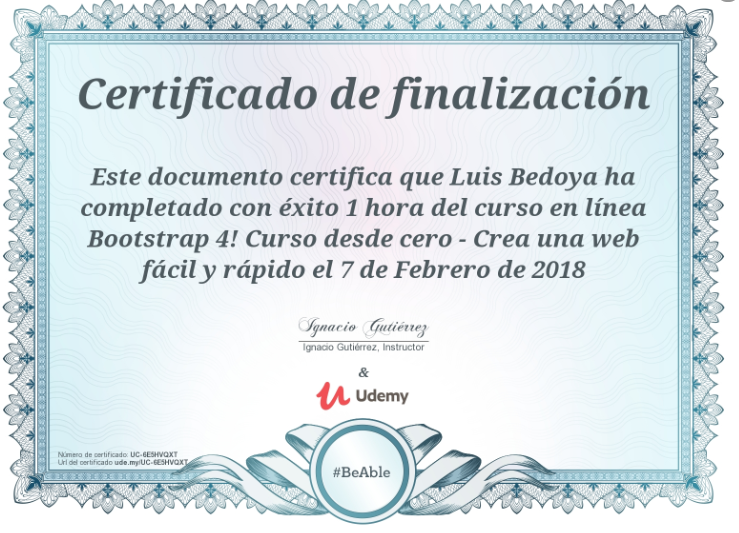 Certificado de finalización
Este documento certifica que Luis Bedoya ha
completado con éxito 1 hora del curso en línea
Bootstrap 4! Curso desde cero - Crea una web
fácil y rápido el 7 de Febrero de 2018
Ignacio Gutiérrez
Ignacio Gutiérrez, Instructor
&
Udemy
Número de certificado: UC-6E5HVQXT
Url del certificado ude.my/UC-6E5HVQXT
#BeAble